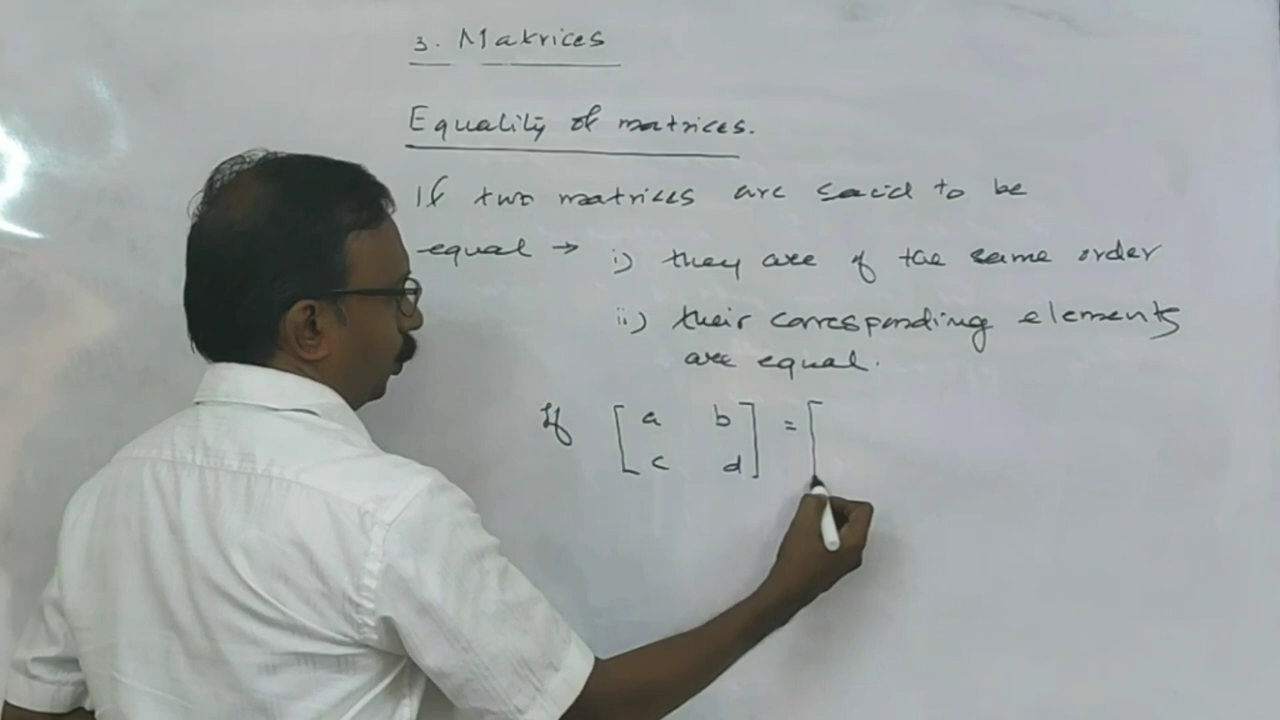 3. Matrices
Equality of matrices.
If two matrices are said to be
equal → i) they are of the same order
ii) their corresponding elements
are equal.
If [ a b ] = [
c d